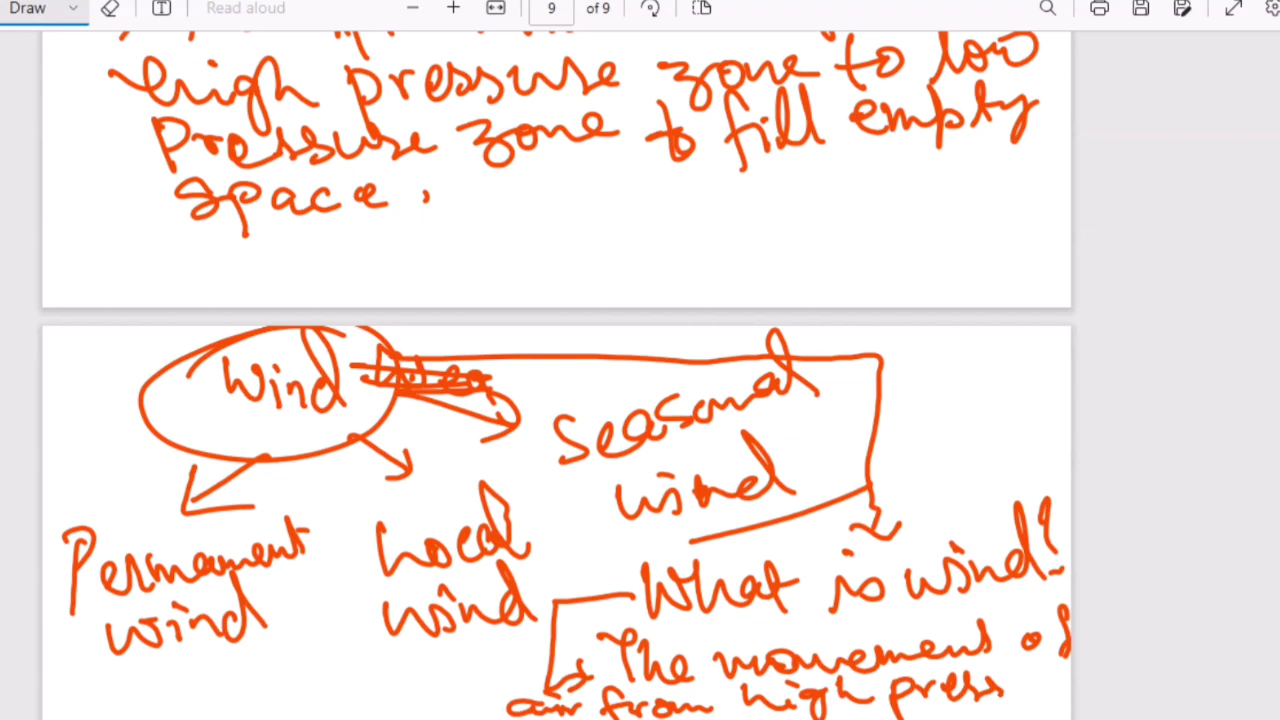 Draw
Read aloud
9 of 9
high pressure zone to low
pressure zone to fill empty
space.
Wind
Seasonal
wind
Permament
wind
Local
wind
What is wind?
The movement of
air from high press